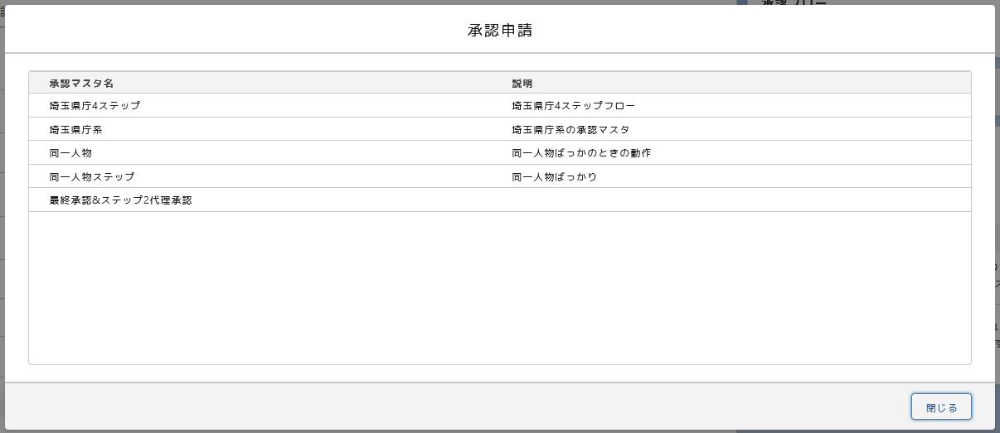 承認フロー
承認申請
承認マスタ名 説明
埼玉県庁4ステップ 埼玉県庁4ステップフロー
埼玉県庁系 埼玉県庁系の承認マスタ
同一人物 同一人物ばっかのときの動作
同一人物ステップ 同一人物ばっかり
最終承認&ステップ2代理承認
閉じる